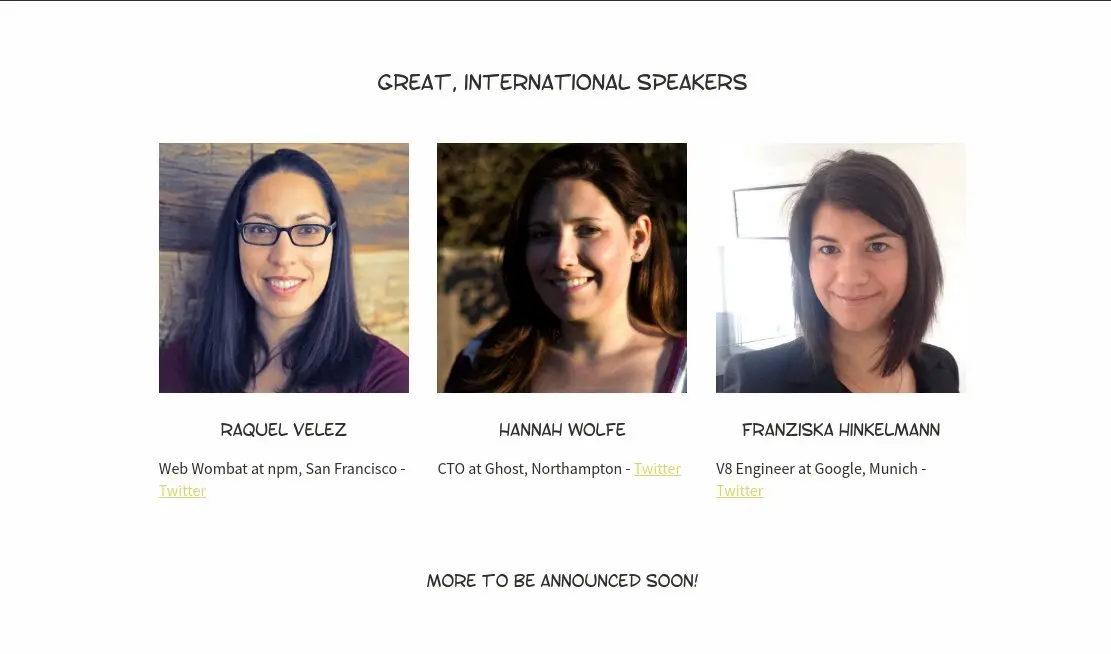 GREAT, INTERNATIONAL SPEAKERS
RAQUEL VELEZ
Web Wombat at npm, San Francisco -
Twitter
HANNAH WOLFE
CTO at Ghost, Northampton - Twitter
FRANZISKA HINKELMANN
V8 Engineer at Google, Munich -
Twitter
MORE TO BE ANNOUNCED SOON!